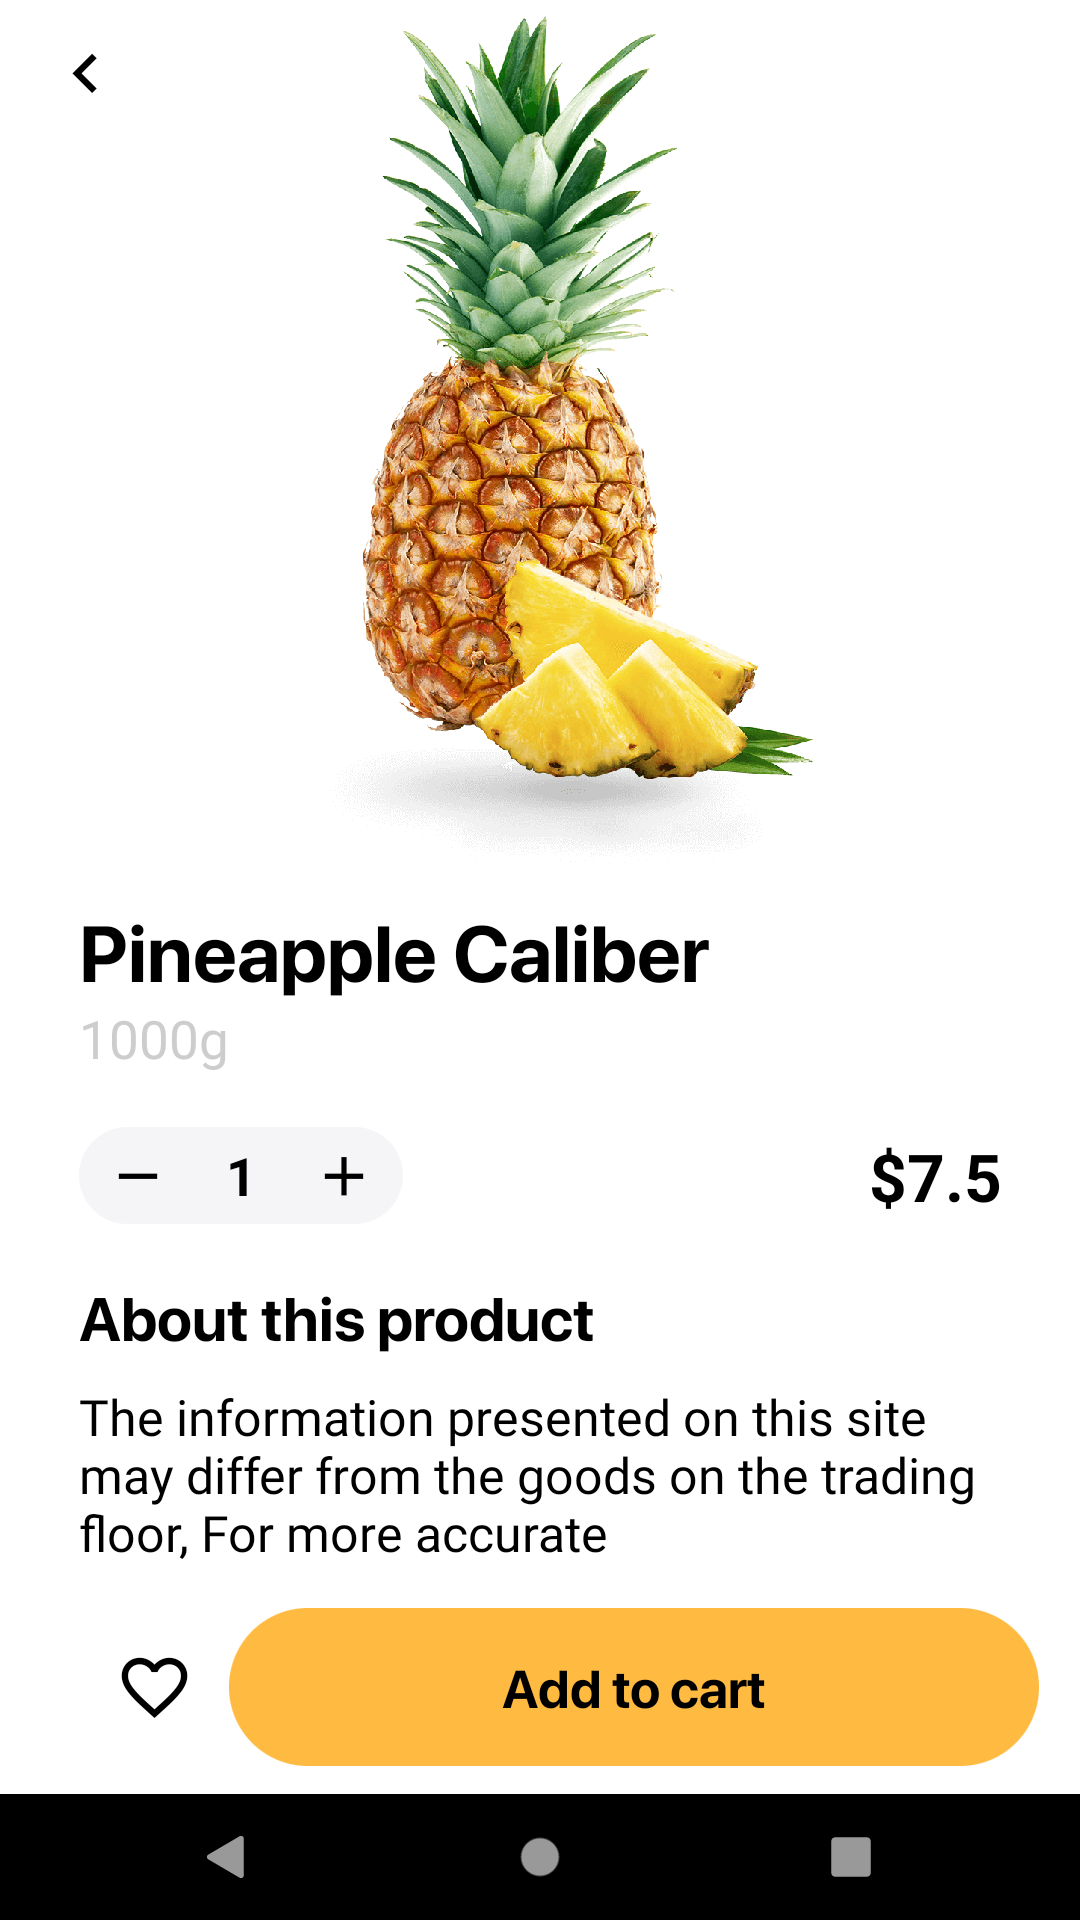 Pineapple Caliber
1000g
1
$7.5
About this product
The information presented on this site
may differ from the goods on the trading
floor, For more accurate
Add to cart